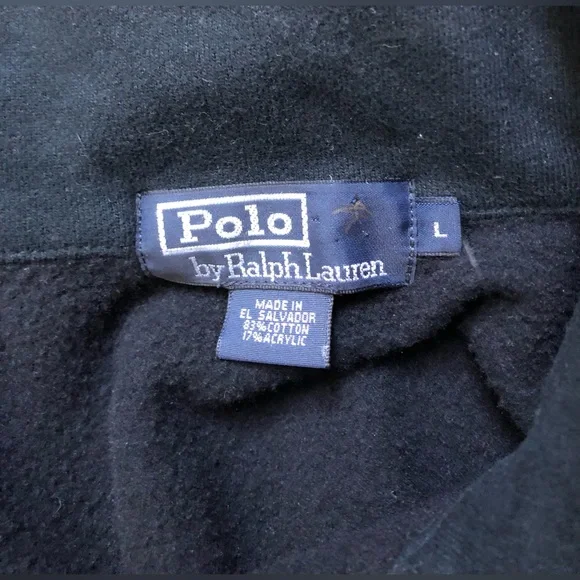 Polo
by Ralph Lauren
L
MADE IN
EL SALVADOR
83% COTTON
17% ACRYLIC